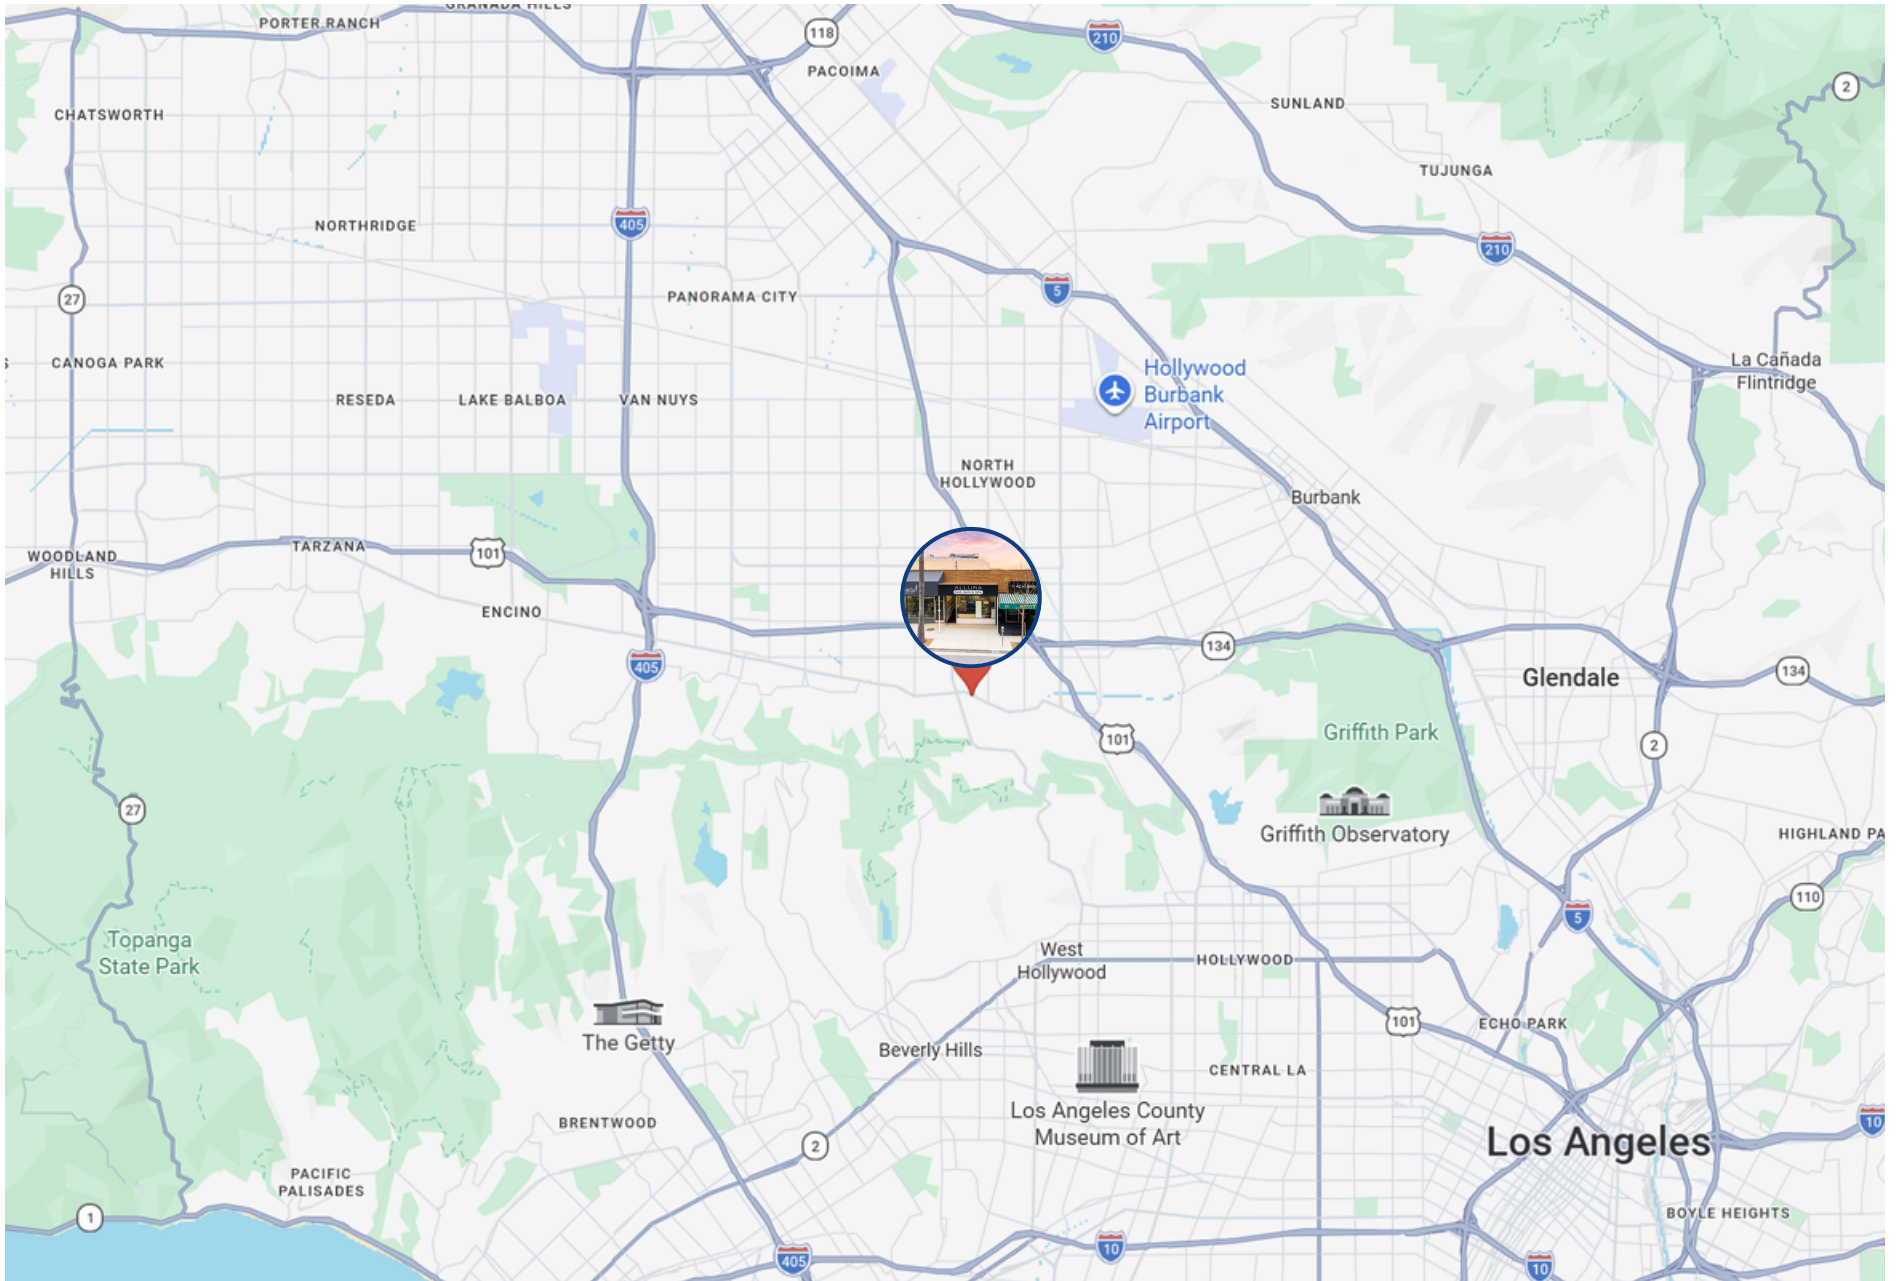 GRANADA HILLS
PORTER RANCH
118
210
PACOIMA
2
SUNLAND
CHATSWORTH
TUJUNGA
NORTHRIDGE
405
210
27
PANORAMA CITY
5
CANOGA PARK
Hollywood
Burbank
Airport
La Cañada
Flintridge
RESEDA
LAKE BALBOA
VAN NUYS
NORTH
HOLLYWOOD
Burbank
WOODLAND
HILLS
TARZANA
101
ENCINO
ALLURA
405
134
Glendale
134
Griffith Park
101
2
27
Griffith Observatory
HIGHLAND PA
110
5
Topanga
State Park
West
Hollywood
HOLLYWOOD
The Getty
101
ECHO PARK
Beverly Hills
CENTRAL LA
Los Angeles County
Museum of Art
BRENTWOOD
2
Los Angeles
10
PACIFIC
PALISADES
1
BOYLE HEIGHTS
405
10
10